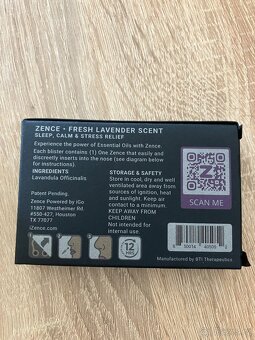 ZENCE • FRESH LAVENDER SCENT
SLEEP, CALM & STRESS RELIEF
Experience the power of Essential Oils with Zence.
Each blister contains (1) One Zence that easily and
discreetly inserts into the nose (see diagram below
for instructions).
INGREDIENTS
Lavandula Officinalis
Patent Pending.
Zence Powered by iGo
11807 Westheimer Rd.
#550-427, Houston
TX 77077
iZence.com
STORAGE & SAFETY
Store in cool, dry and well
ventilated area away from
sources of ignition, heat
and sunlight. Keep air
contact to a minimum.
KEEP AWAY FROM
CHILDREN
Not intended for
internal use.
Z
SCAN ME
12
HRS
Manufactured by BTI Therapeutics